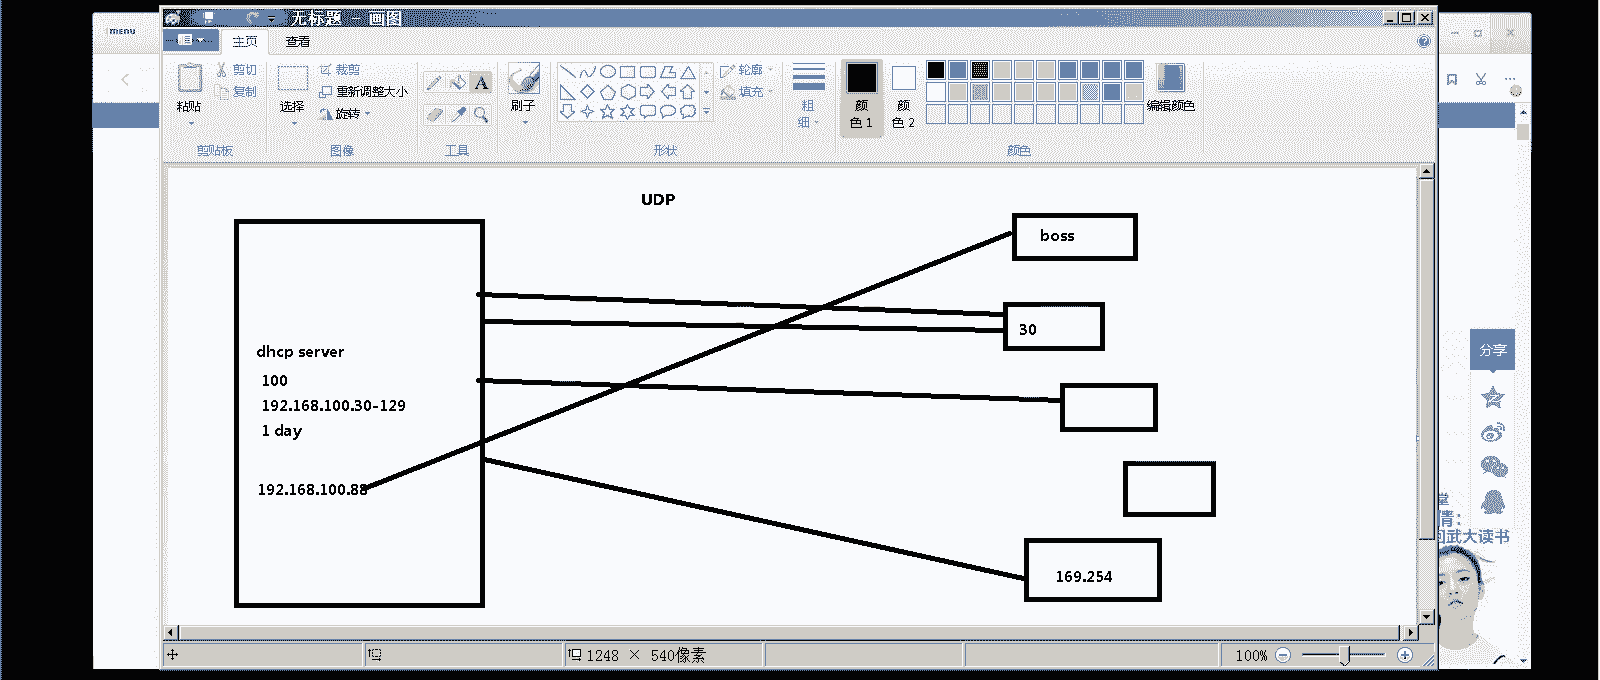 menu
无标题 - 画图
主页 查看
剪切
裁剪
轮廓
复制
重新调整大小
填充
粘贴
选择
旋转
刷子
粗细
颜色 1
颜色 2
编辑颜色
剪贴板
图像
工具
形状
颜色
UDP
boss
30
dhcp server
100
192.168.100.30-129
1 day
192.168.100.88
169.254
分享
堂
倩：
回武大读书
1248 × 540像素
100%